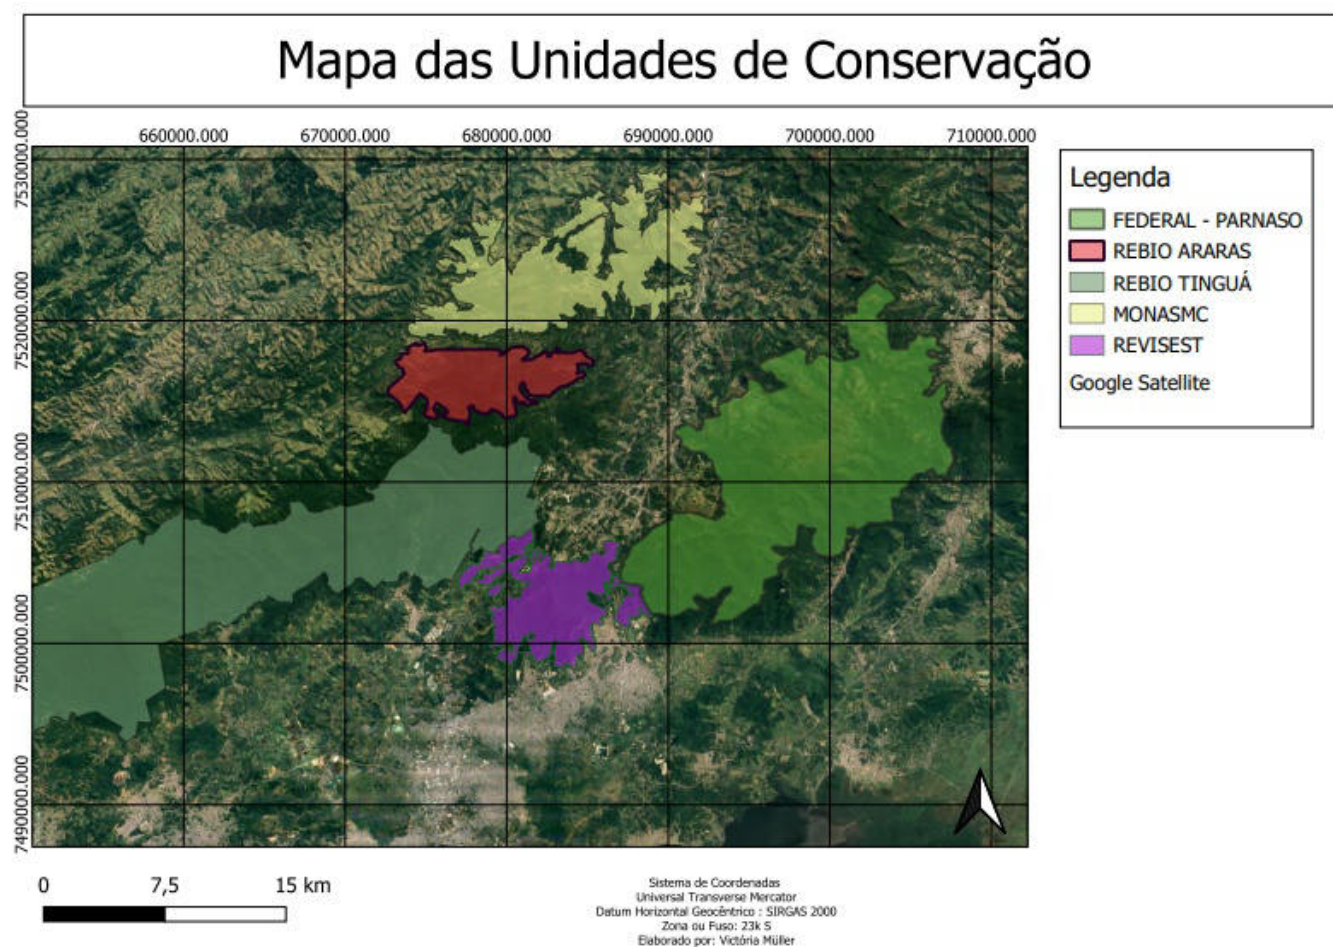 Mapa das Unidades de Conservação
660000.000 670000.000 680000.000 690000.000 700000.000 710000.000
7530000.000
7520000.000
7510000.000
7500000.000
7490000.000
Legenda
FEDERAL - PARNASO
REBIO ARARAS
REBIO TINGUÁ
MONASMC
REVISEST
Google Satellite
0 7,5 15 km
Sistema de Coordenadas
Universal Transverse Mercator
Datum Horizontal Geocêntrico : SIRGAS 2000
Zona ou Fuso: 23k S
Elaborado por: Victória Müller